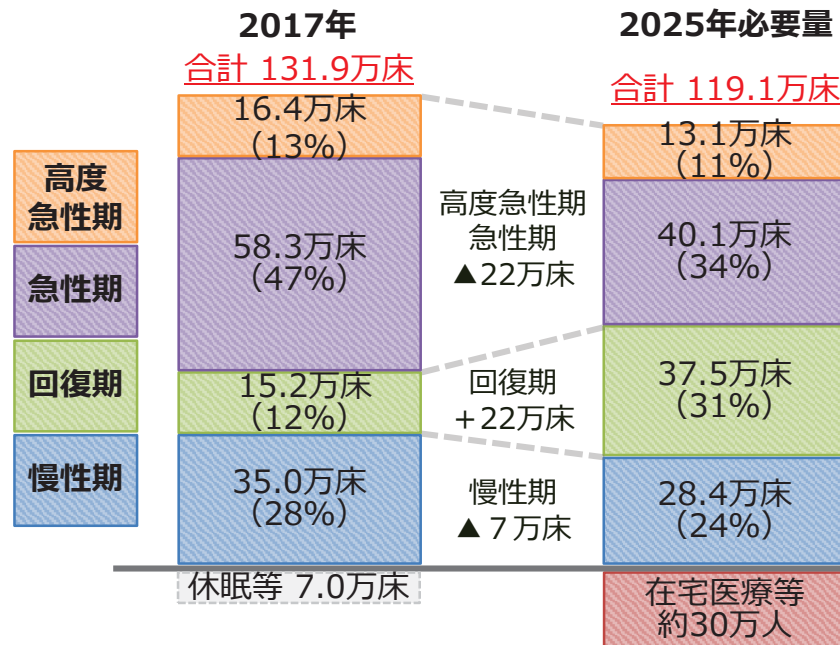 2017年
合計 131.9万床
16.4万床
(13%)
58.3万床
(47%)
15.2万床
(12%)
35.0万床
(28%)
休眠等 7.0万床
高度
急性期
急性期
回復期
慢性期
高度急性期
急性期
▲22万床
回復期
+22万床
慢性期
▲７万床
2025年必要量
合計 119.1万床
13.1万床
(11%)
40.1万床
(34%)
37.5万床
(31%)
28.4万床
(24%)
在宅医療等
約30万人